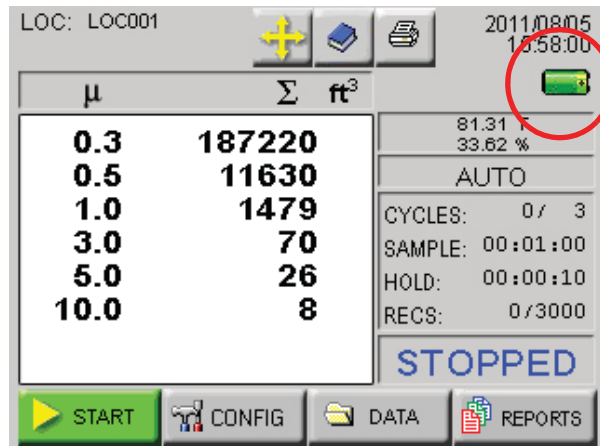 LOC: LOC001
2011/08/05
10:58:00
μ Σ ft³
0.3 187220
0.5 11630
1.0 1479
3.0 70
5.0 26
10.0 8
81.31 F
33.62 %
AUTO
CYCLES: 0/ 3
SAMPLE: 00:01:00
HOLD: 00:00:10
RECS: 0/3000
STOPPED
START CONFIG DATA REPORTS